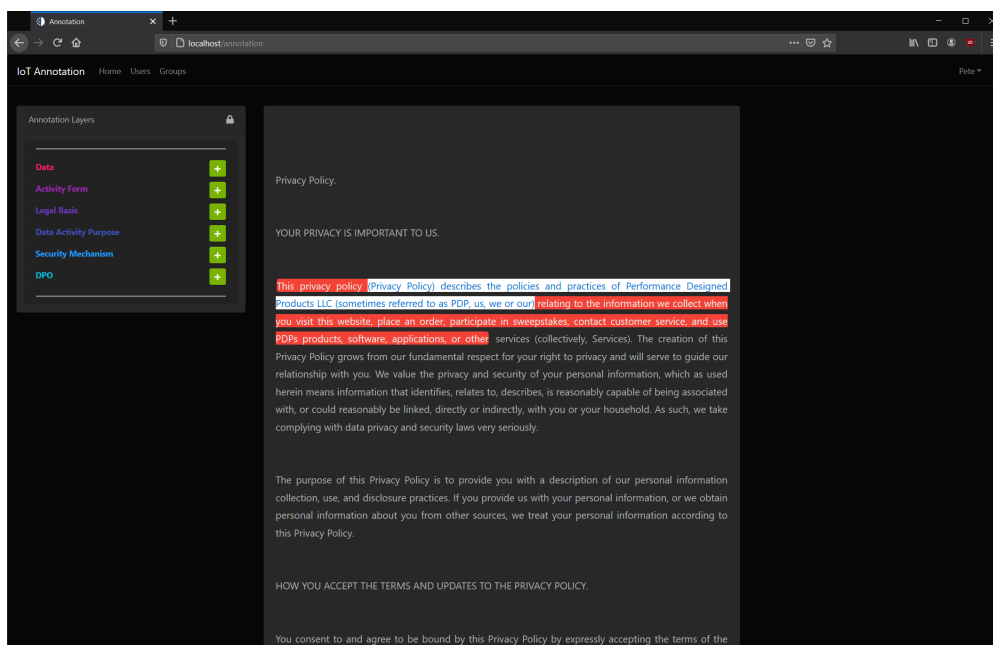 Annotation
localhost/annotation
IoT Annotation Home Users Groups Pete
Annotation Layers
Data
Activity Form
Legal Basis
Data Activity Purpose
Security Mechanism
DPO
Privacy Policy.
YOUR PRIVACY IS IMPORTANT TO US.
This privacy policy (Privacy Policy) describes the policies and practices of Performance Designed
Products LLC (sometimes referred to as PDP, us, we or our) relating to the information we collect when
you visit this website, place an order, participate in sweepstakes, contact customer service, and use
PDPs products, software, applications, or other services (collectively, Services). The creation of this
Privacy Policy grows from our fundamental respect for your right to privacy and will serve to guide our
relationship with you. We value the privacy and security of your personal information, which as used
herein means information that identifies, relates to, describes, is reasonably capable of being associated
with, or could reasonably be linked, directly or indirectly, with you or your household. As such, we take
complying with data privacy and security laws very seriously.
The purpose of this Privacy Policy is to provide you with a description of our personal information
collection, use, and disclosure practices. If you provide us with your personal information, or we obtain
personal information about you from other sources, we treat your personal information according to
this Privacy Policy.
HOW YOU ACCEPT THE TERMS AND UPDATES TO THE PRIVACY POLICY.
You consent to and agree to be bound by this Privacy Policy by expressly accepting the terms of the